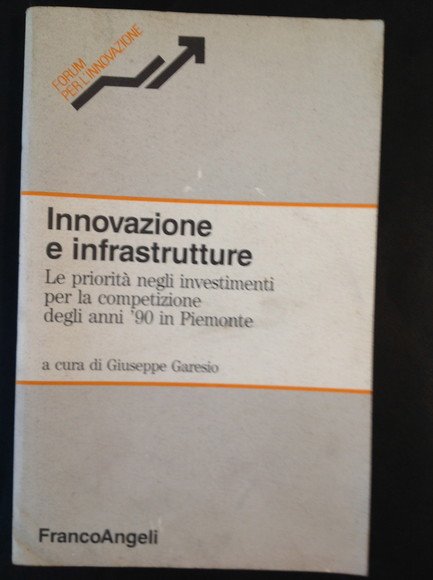 FORUM
PER L'INNOVAZIONE
Innovazione
e infrastrutture
Le priorità negli investimenti
per la competizione
degli anni '90 in Piemonte
a cura di Giuseppe Garesio
FrancoAngeli